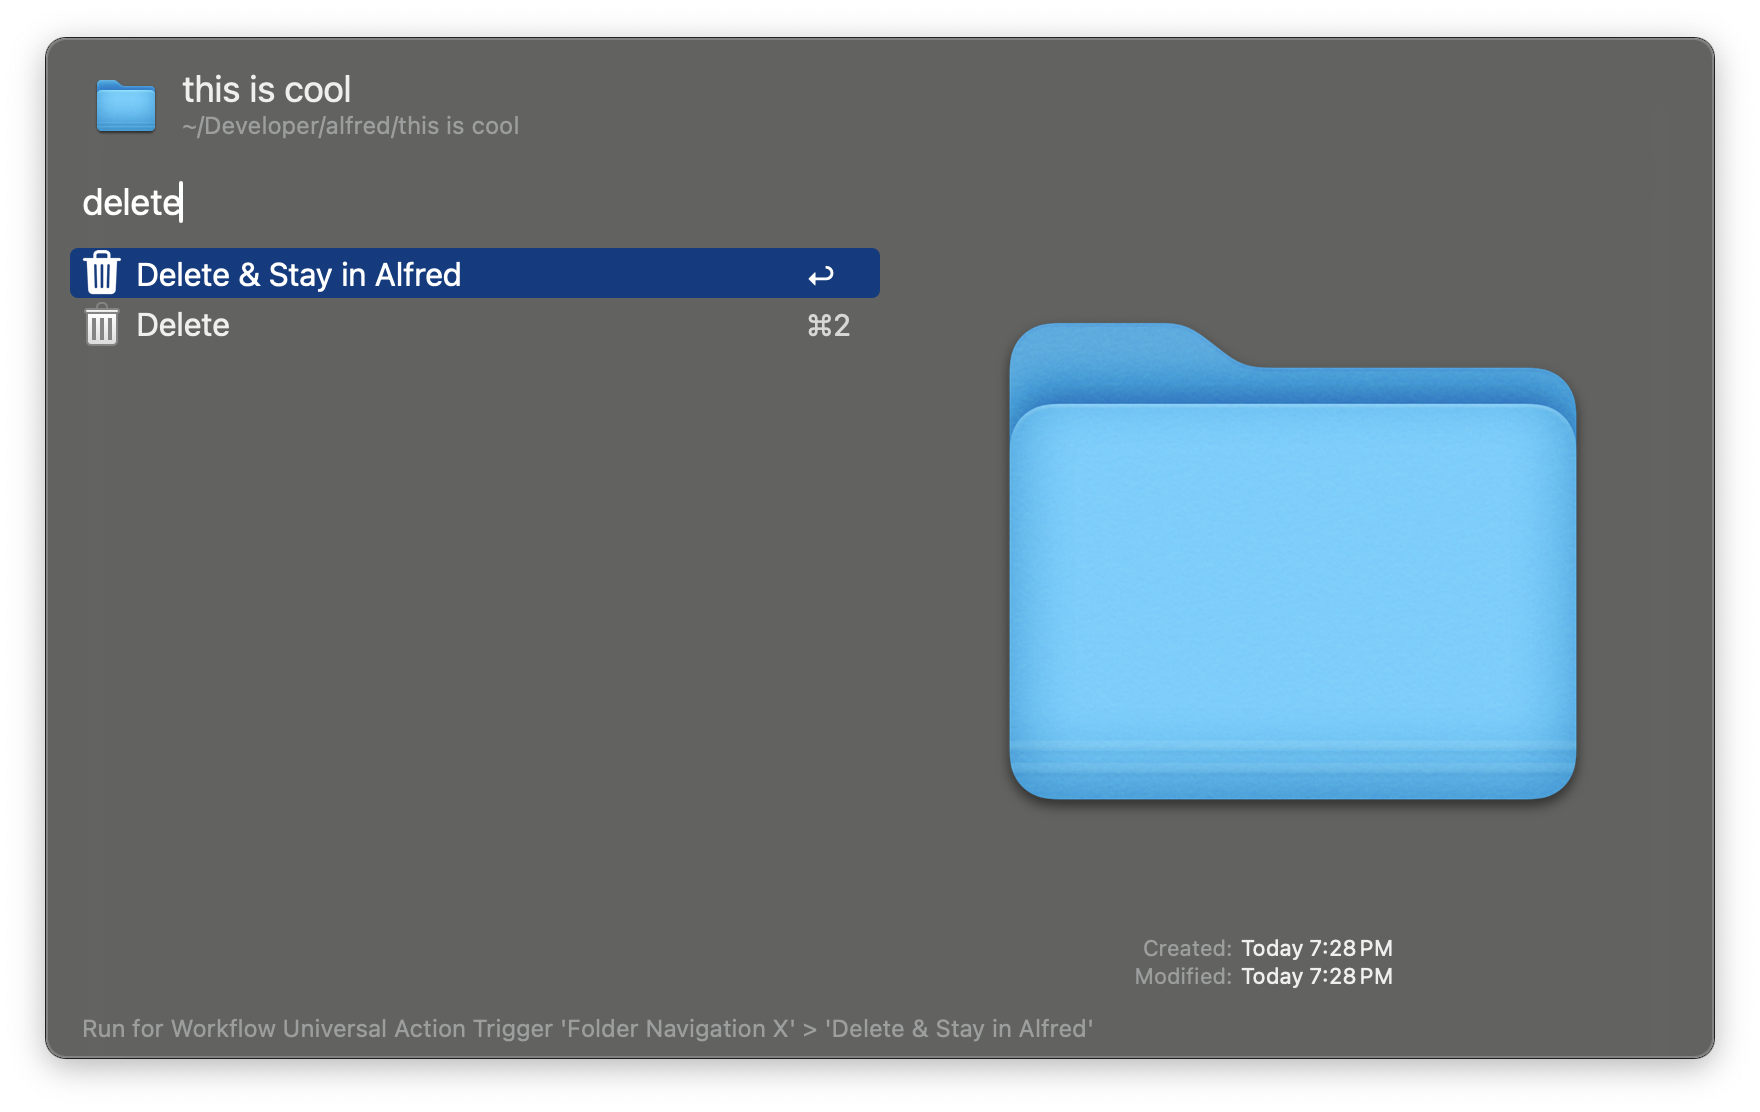 this is cool
~/Developer/alfred/this is cool
delete
Delete & Stay in Alfred ↩
Delete ⌘2
Created: Today 7:28 PM
Modified: Today 7:28 PM
Run for Workflow Universal Action Trigger 'Folder Navigation X' > 'Delete & Stay in Alfred'